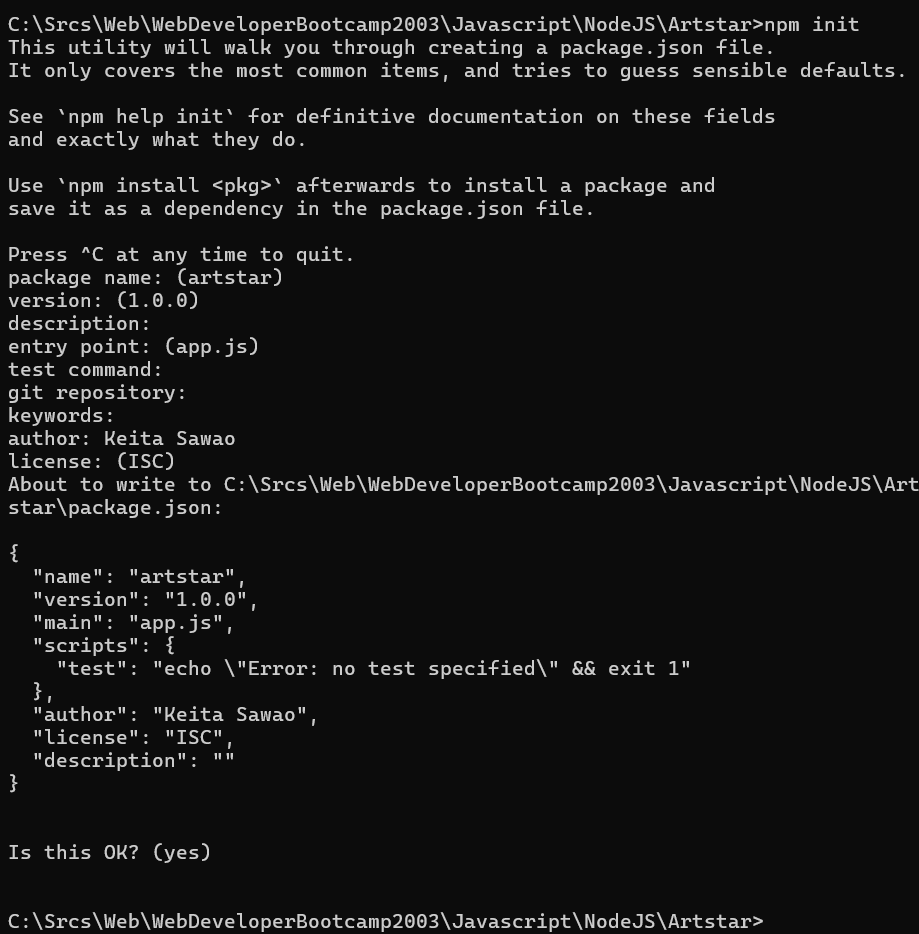 C:\Srcs\Web\WebDeveloperBootcamp2003\Javascript\NodeJS\Artstar>npm init
This utility will walk you through creating a package.json file.
It only covers the most common items, and tries to guess sensible defaults.
See `npm help init` for definitive documentation on these fields
and exactly what they do.
Use `npm install <pkg>` afterwards to install a package and
save it as a dependency in the package.json file.
Press ^C at any time to quit.
package name: (artstar)
version: (1.0.0)
description:
entry point: (app.js)
test command:
git repository:
keywords:
author: Keita Sawao
license: (ISC)
About to write to C:\Srcs\Web\WebDeveloperBootcamp2003\Javascript\NodeJS\Art
star\package.json:
{
  "name": "artstar",
  "version": "1.0.0",
  "main": "app.js",
  "scripts": {
    "test": "echo \"Error: no test specified\" && exit 1"
  },
  "author": "Keita Sawao",
  "license": "ISC",
  "description": ""
}
Is this OK? (yes)
C:\Srcs\Web\WebDeveloperBootcamp2003\Javascript\NodeJS\Artstar>